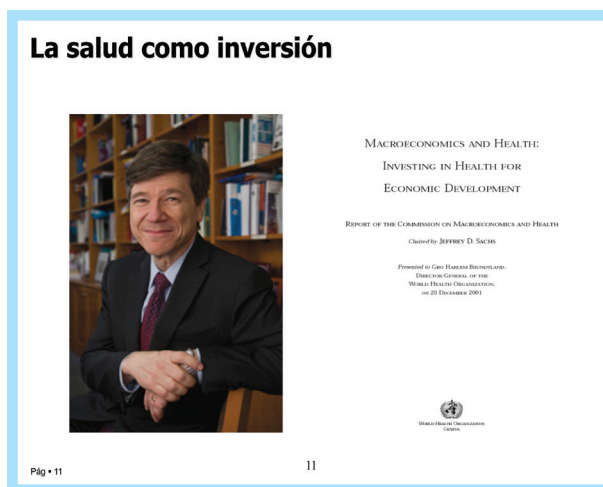 La salud como inversión
MACROECONOMICS AND HEALTH:
INVESTING IN HEALTH FOR
ECONOMIC DEVELOPMENT
REPORT OF THE COMMISSION ON MACROECONOMICS AND HEALTH
Chaired by JEFFREY D. SACHS
Presented to GRO HARLEM BRUNDTLAND,
DIRECTOR-GENERAL OF THE
WORLD HEALTH ORGANIZATION,
ON 20 DECEMBER 2001
WORLD HEALTH ORGANIZATION
GENEVA
Pág • 11
11